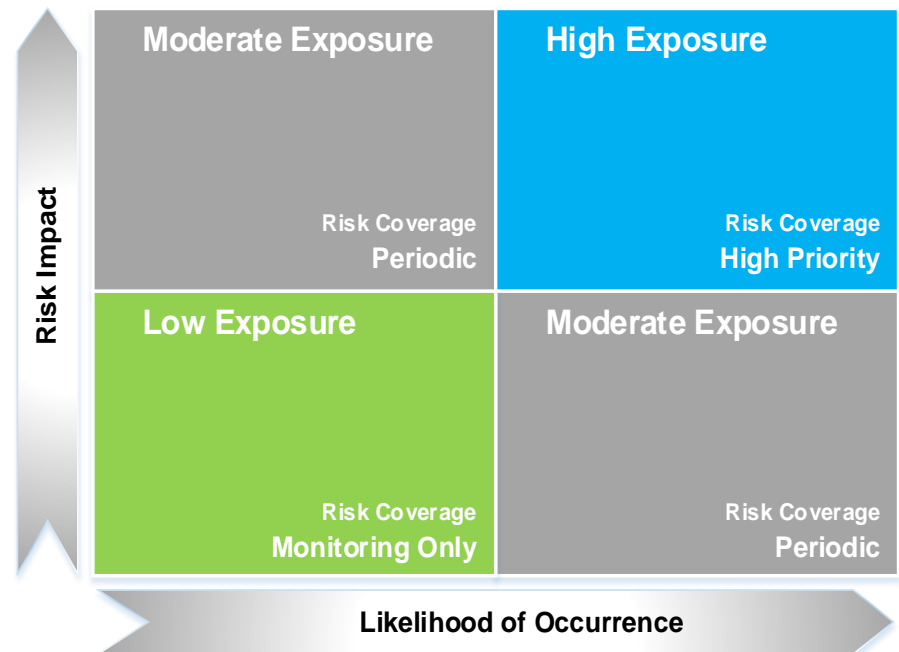 Moderate Exposure
High Exposure
Risk Coverage
Periodic
Risk Coverage
High Priority
Risk Impact
Low Exposure
Moderate Exposure
Risk Coverage
Monitoring Only
Risk Coverage
Periodic
Likelihood of Occurrence